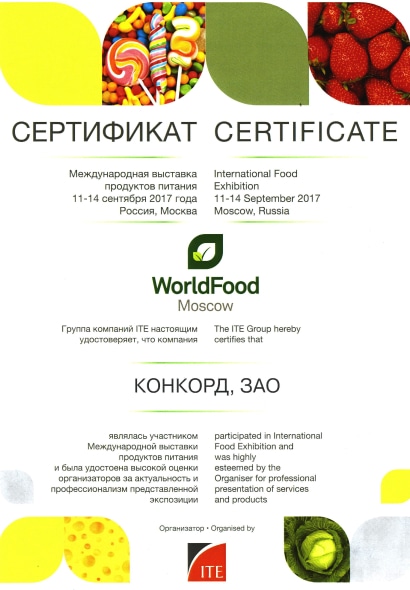 СЕРТИФИКАТ CERTIFICATE
Международная выставка
продуктов питания
11-14 сентября 2017 года
Россия, Москва
International Food
Exhibition
11-14 September 2017
Moscow, Russia
WorldFood
Moscow
Группа компаний ITE настоящим
удостоверяет, что компания
The ITE Group hereby
certifies that
КОНКОРД, ЗАО
являлась участником
Международной выставки
продуктов питания
и была удостоена высокой оценки
организаторов за актуальность и
профессионализм представленной
экспозиции
participated in International
Food Exhibition and
was highly
esteemed by the
Organiser for professional
presentation of services
and products
Организатор • Organised by
ITE